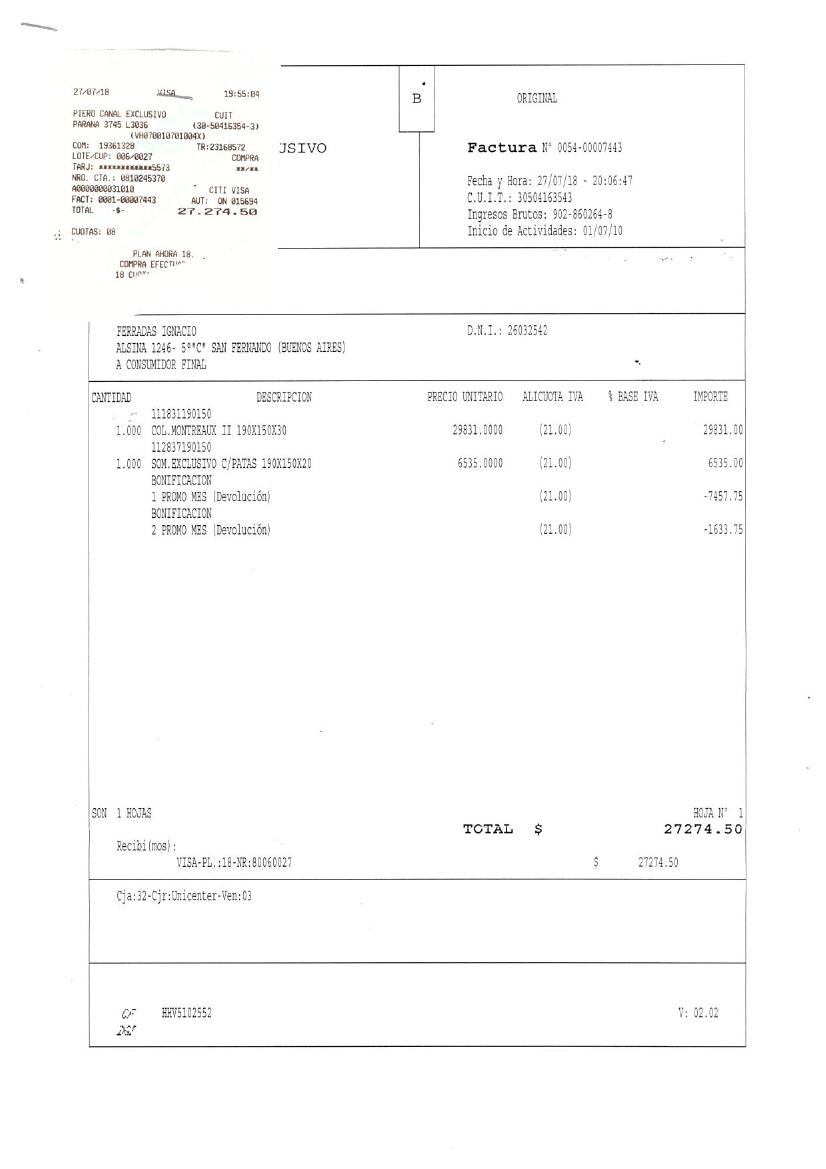 27/07/18 VISA 19:55:04
PIERO CANAL EXCLUSIVO CUIT
PARANA 3745 L3036 (30-50416354-3)
(VH070010701004X)
COM: 19361328 TR:23168572
LOTE/CUP: 006/0027 COMPRA
TARJ: xxxxxxxxxxxx5573 xx/xx
NRO. CTA.: 0810245370
A0000000031010 CITI VISA
FACT: 0001-00007443 AUT: ON 015694
TOTAL -$- 27.274.50
CUOTAS: 08
PLAN AHORA 18.
COMPRA
18
USIVO
B
ORIGINAL
Factura N° 0054-00007443
Fecha y Hora: 27/07/18 - 20:06:47
C.U.I.T.: 30504163543
Ingresos Brutos: 902-860264-8
Inicio de Actividades: 01/07/10
FERRADAS IGNACIO D.N.I.: 26032542
ALSINA 1246- 5°"C" SAN FERNANDO (BUENOS AIRES)
A CONSUMIDOR FINAL
CANTIDAD DESCRIPCION PRECIO UNITARIO ALICUOTA IVA % BASE IVA IMPORTE
111831190150
1.000 COL.MONTREAUX II 190X150X30 29831.0000 (21.00) 29831.00
112837190150
1.000 SOM.EXCLUSIVO C/PATAS 190X150X20 6535.0000 (21.00) 6535.00
BONIFICACION
1 PROMO MES (Devolución) (21.00) -7457.75
BONIFICACION
2 PROMO MES (Devolución) (21.00) -1633.75
SON 1 HOJAS HOJA N° 1
TOTAL $ 27274.50
Recibi(mos):
VISA-PL.:18-NR:80060027 $ 27274.50
Cja:32-Cjr:Unicenter-Ven:03
CF HHV5102552 V: 02.02
DGI